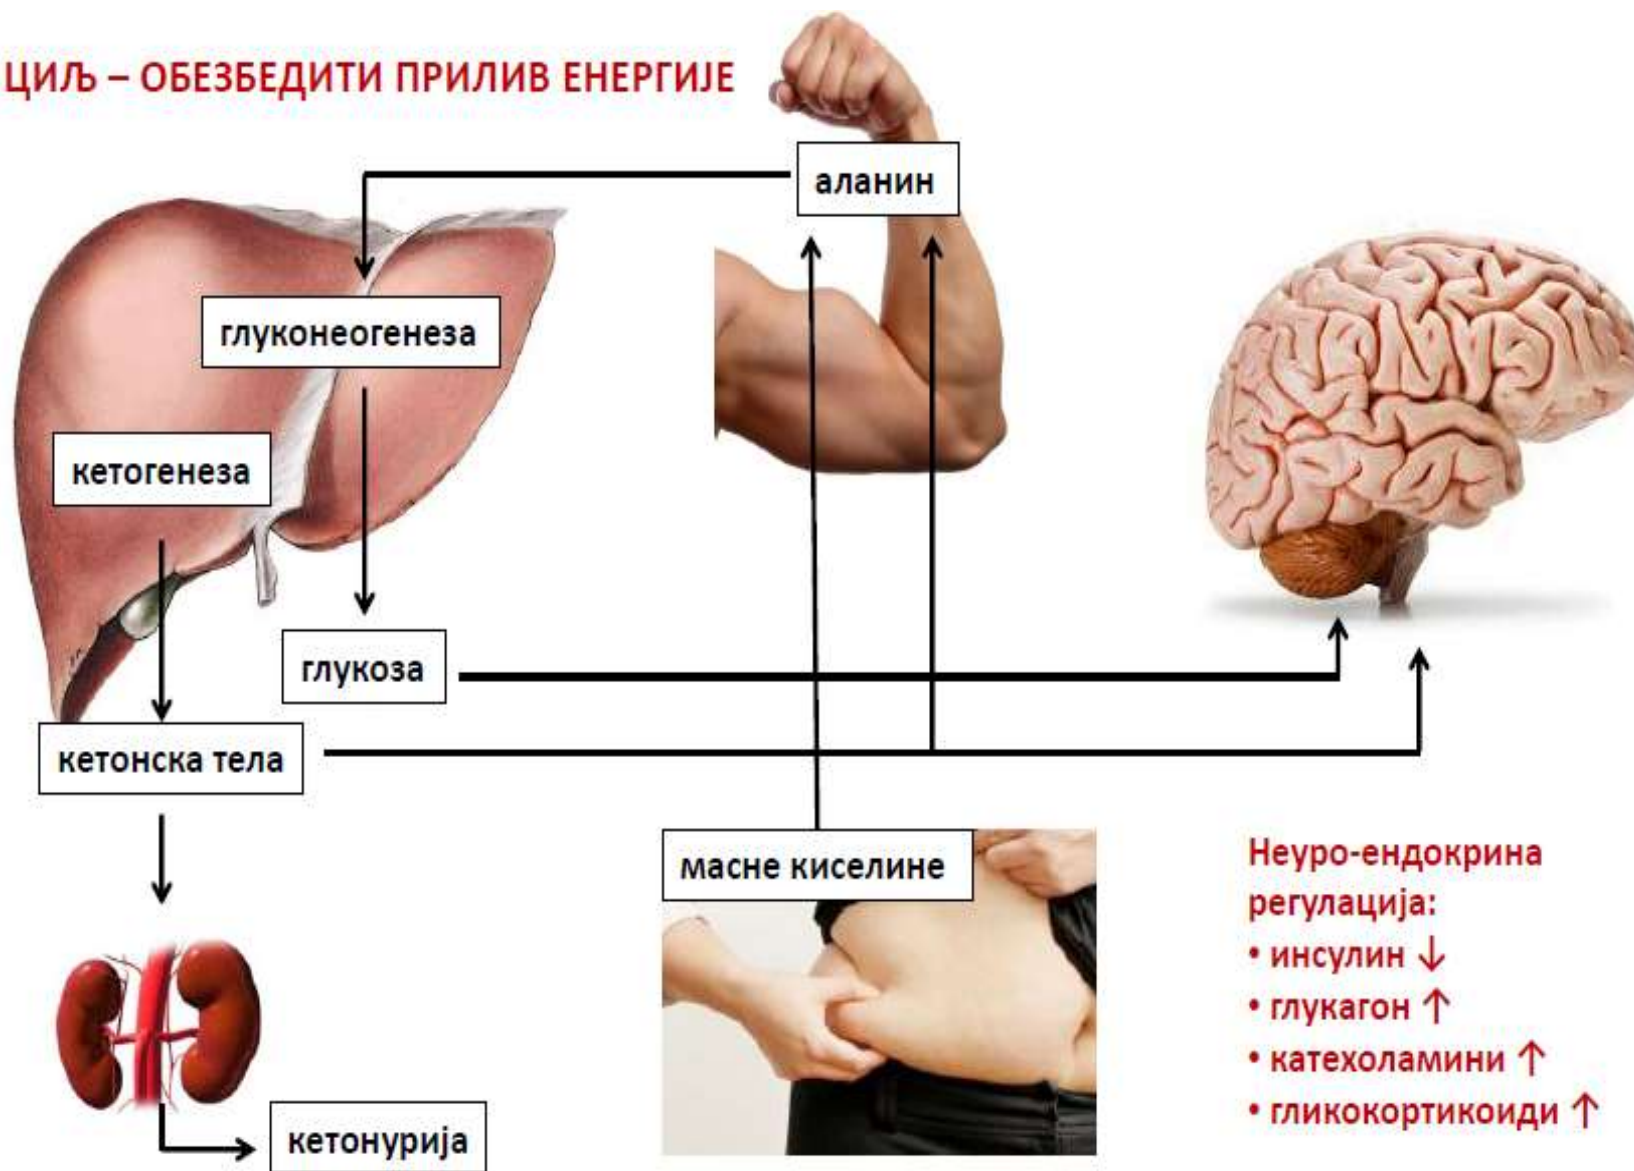 ЦИЉ – ОБЕЗБЕДИТИ ПРИЛИВ ЕНЕРГИЈЕ
аланин
глуконеогенеза
кетогенеза
глукоза
кетонска тела
масне киселине
кетонурија
Неуро-ендокрина
регулација:
• инсулин ↓
• глукагон ↑
• катехоламини ↑
• гликокортикоиди ↑